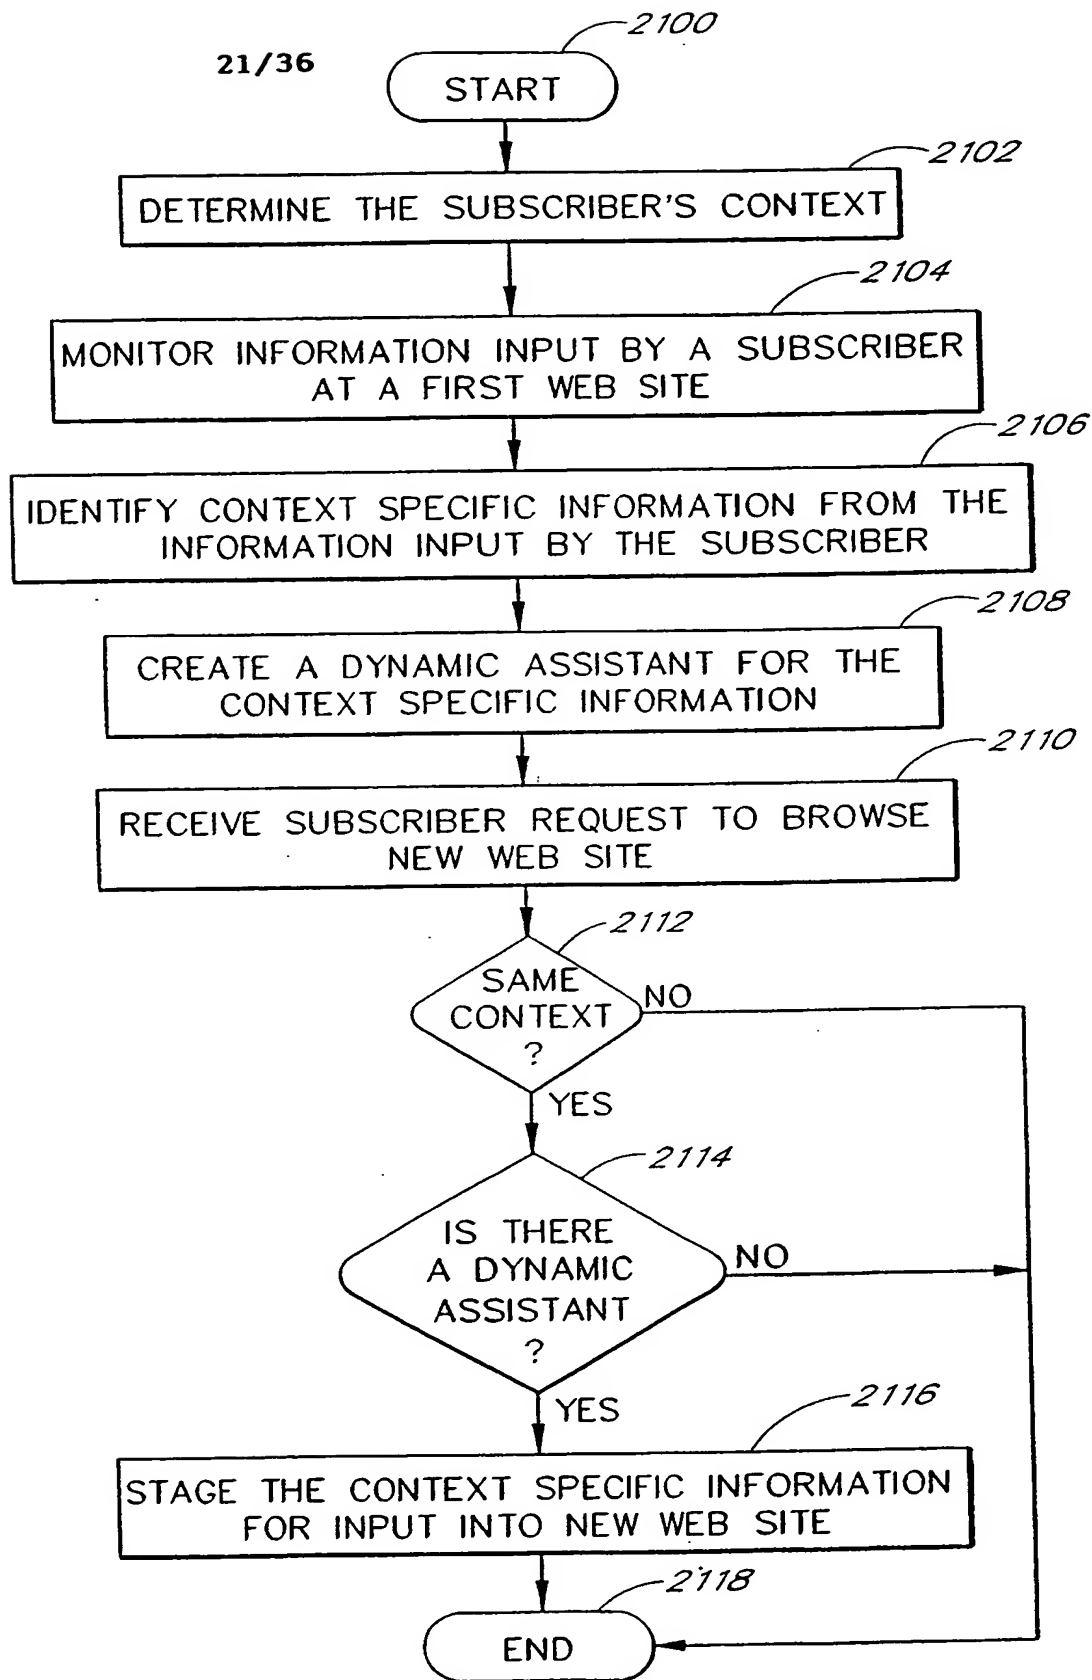 2100
21/36
START
2102
DETERMINE THE SUBSCRIBER'S CONTEXT
2104
MONITOR INFORMATION INPUT BY A SUBSCRIBER
AT A FIRST WEB SITE
2106
IDENTIFY CONTEXT SPECIFIC INFORMATION FROM THE
INFORMATION INPUT BY THE SUBSCRIBER
2108
CREATE A DYNAMIC ASSISTANT FOR THE
CONTEXT SPECIFIC INFORMATION
2110
RECEIVE SUBSCRIBER REQUEST TO BROWSE
NEW WEB SITE
2112
SAME
CONTEXT
?
NO
YES
2114
IS THERE
A DYNAMIC
ASSISTANT
?
NO
YES
2116
STAGE THE CONTEXT SPECIFIC INFORMATION
FOR INPUT INTO NEW WEB SITE
2118
END